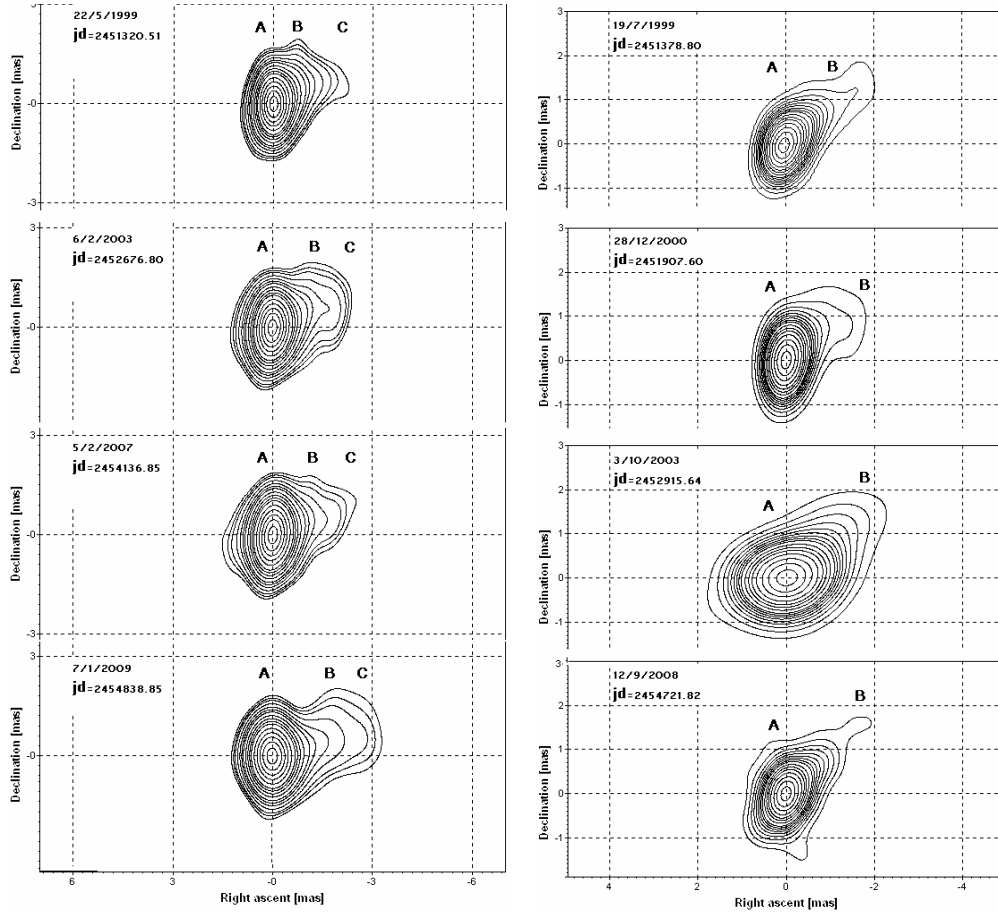 22/5/1999
jd=2451320.51
A B C
Declination [mas]
-0
-3
6/2/2003
jd=2452676.80
A B C
Declination [mas]
3
-0
5/2/2007
jd=2454136.85
A B C
Declination [mas]
3
-0
-3
7/1/2009
jd=2454838.85
A B C
Declination [mas]
3
-0
6 3 -0 -3 -6
Right ascent [mas]
19/7/1999
jd=2451378.80
A B
Declination [mas]
3
2
1
0
-1
28/12/2000
jd=2451907.60
A B
Declination [mas]
3
2
1
0
-1
3/10/2003
jd=2452915.64
A B
Declination [mas]
3
2
1
0
-1
12/9/2008
jd=2454721.82
A B
Declination [mas]
3
2
1
0
-1
4 2 0 -2 -4
Right ascent [mas]